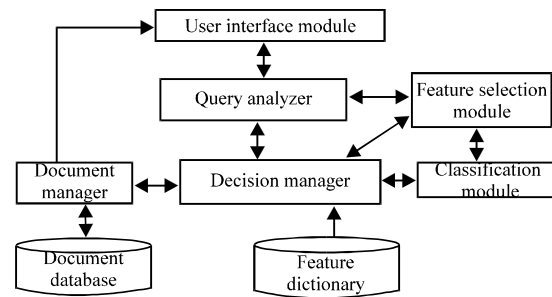 User interface module
Query analyzer
Feature selection
module
Document
manager
Decision manager
Classification
module
Document
database
Feature
dictionary